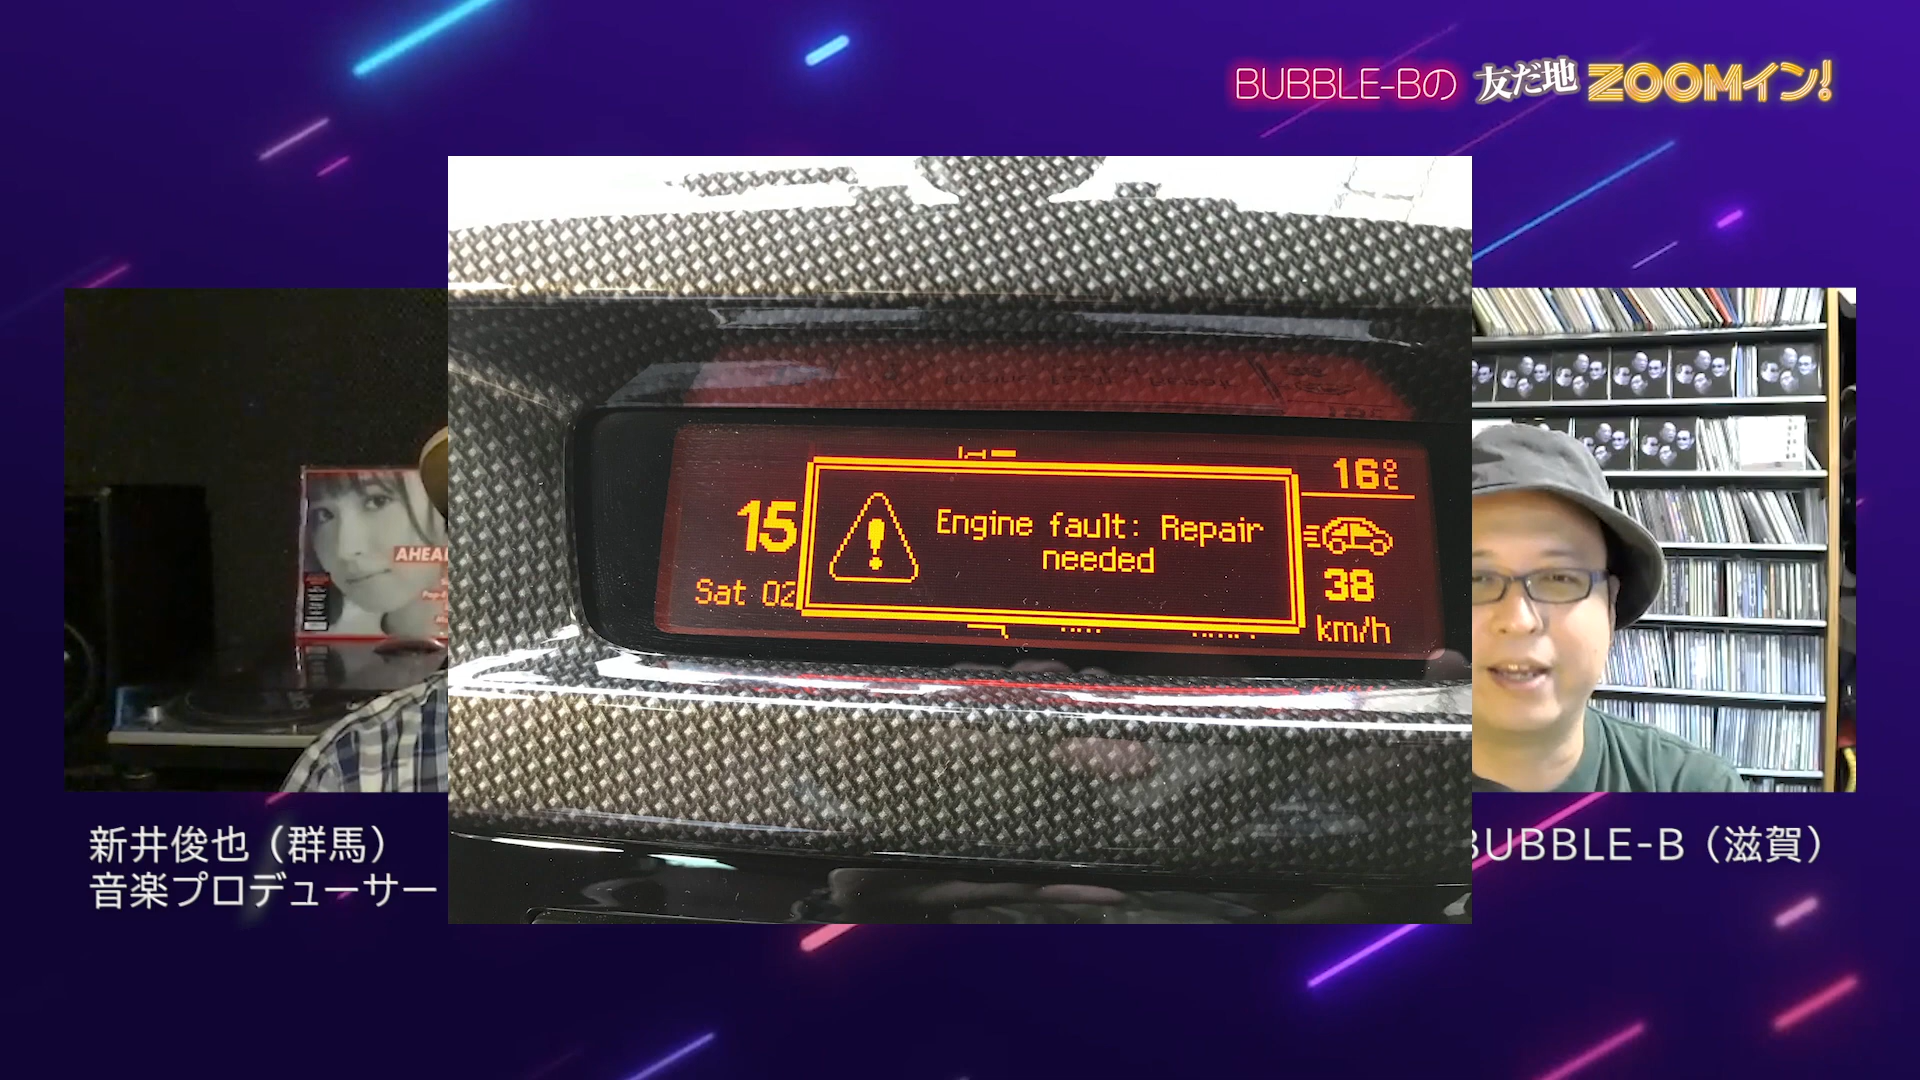 BUBBLE-Bの 友だ地 ZOOMイン!
AHEA
15
Sat 02
Engine fault: Repair
needed
16℃
38
km/h
新井俊也（群馬）
音楽プロデューサー
BUBBLE-B（滋賀）